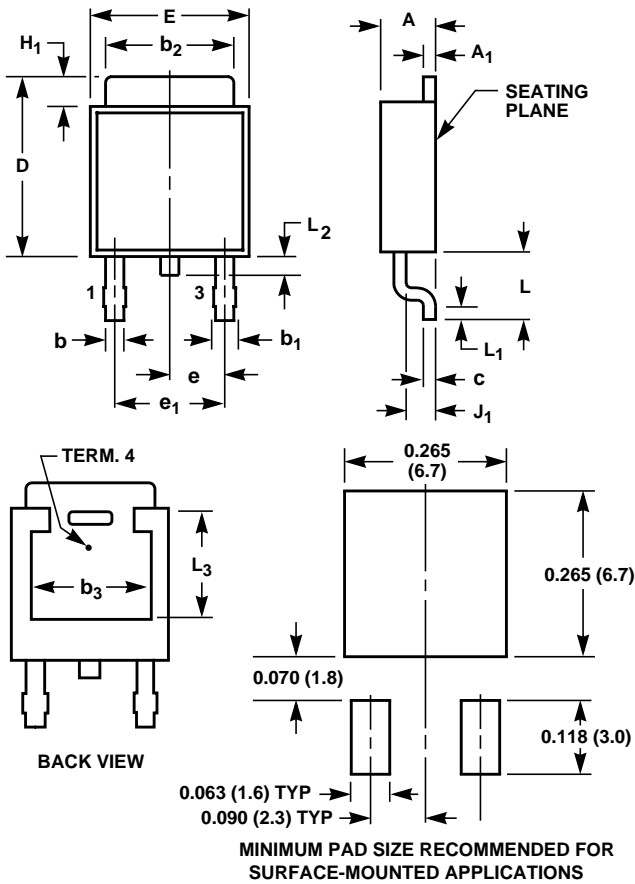 E
b2
H1
D
L2
1
3
b
b1
e
e1
A
A1
SEATING
PLANE
L
L1
c
J1
TERM. 4
b3
L3
BACK VIEW
0.265
(6.7)
0.265 (6.7)
0.070 (1.8)
0.118 (3.0)
0.063 (1.6) TYP
0.090 (2.3) TYP
MINIMUM PAD SIZE RECOMMENDED FOR
SURFACE-MOUNTED APPLICATIONS